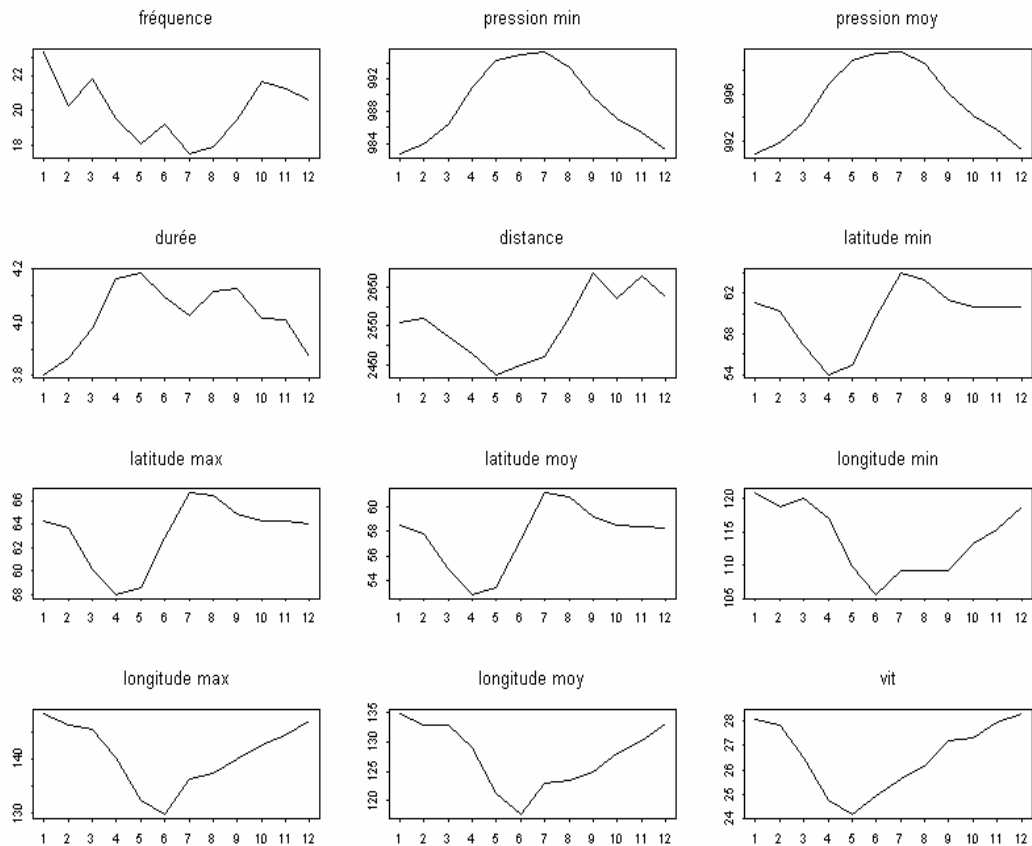 fréquence
22
20
18
1 2 3 4 5 6 7 8 9 10 11 12
pression min
992
988
984
1 2 3 4 5 6 7 8 9 10 11 12
pression moy
996
992
1 2 3 4 5 6 7 8 9 10 11 12
durée
4.2
4.0
3.8
1 2 3 4 5 6 7 8 9 10 11 12
distance
2650
2550
2450
1 2 3 4 5 6 7 8 9 10 11 12
latitude min
62
58
54
1 2 3 4 5 6 7 8 9 10 11 12
latitude max
66
64
62
60
58
1 2 3 4 5 6 7 8 9 10 11 12
latitude moy
60
58
56
54
1 2 3 4 5 6 7 8 9 10 11 12
longitude min
120
115
110
105
1 2 3 4 5 6 7 8 9 10 11 12
longitude max
140
130
1 2 3 4 5 6 7 8 9 10 11 12
longitude moy
135
130
125
120
1 2 3 4 5 6 7 8 9 10 11 12
vit
28
27
26
25
24
1 2 3 4 5 6 7 8 9 10 11 12